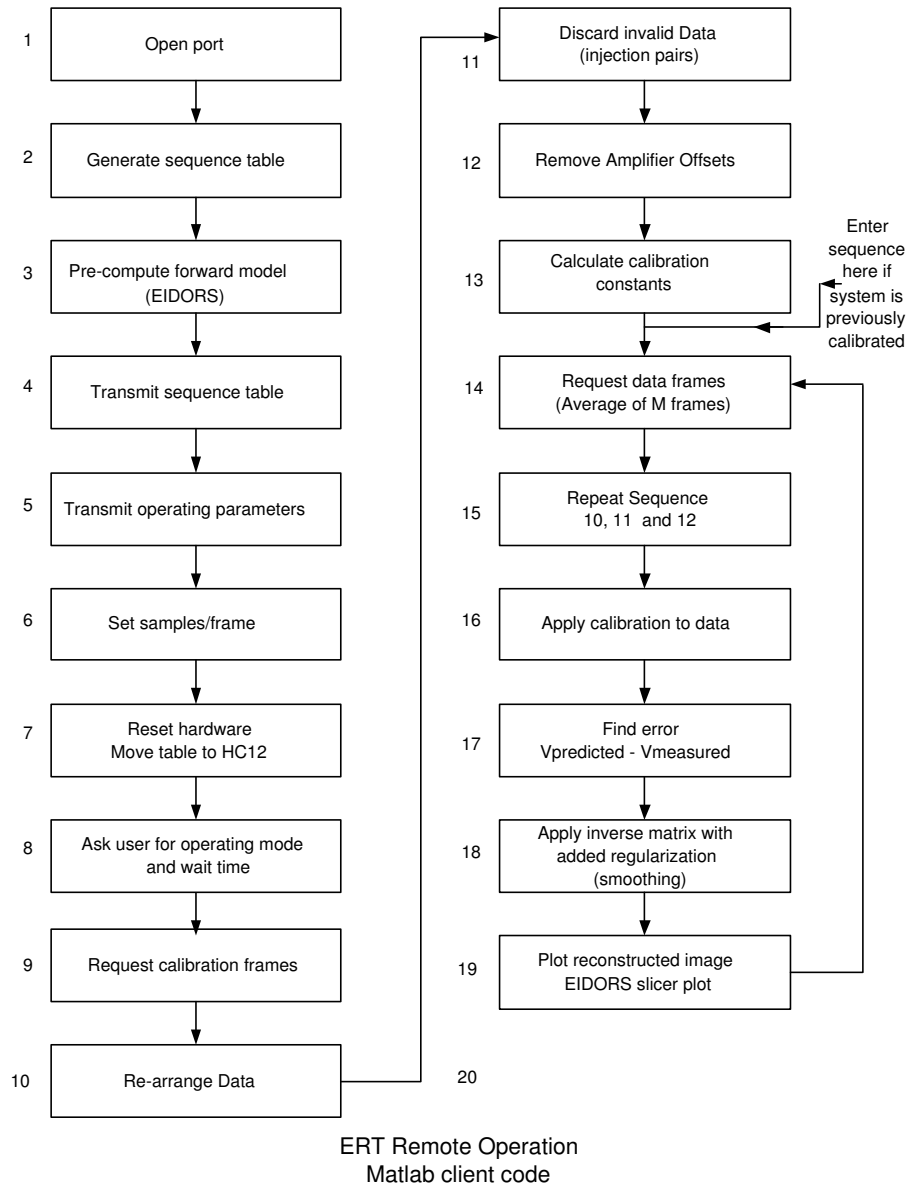 1
Open port
2
Generate sequence table
3
Pre-compute forward model
(EIDORS)
4
Transmit sequence table
5
Transmit operating parameters
6
Set samples/frame
7
Reset hardware
Move table to HC12
8
Ask user for operating mode
and wait time
9
Request calibration frames
10
Re-arrange Data
11
Discard invalid Data
(injection pairs)
12
Remove Amplifier Offsets
13
Calculate calibration
constants
Enter
sequence
here if
system is
previously
calibrated
14
Request data frames
(Average of M frames)
15
Repeat Sequence
10, 11 and 12
16
Apply calibration to data
17
Find error
Vpredicted - Vmeasured
18
Apply inverse matrix with
added regularization
(smoothing)
19
Plot reconstructed image
EIDORS slicer plot
20
ERT Remote Operation
Matlab client code